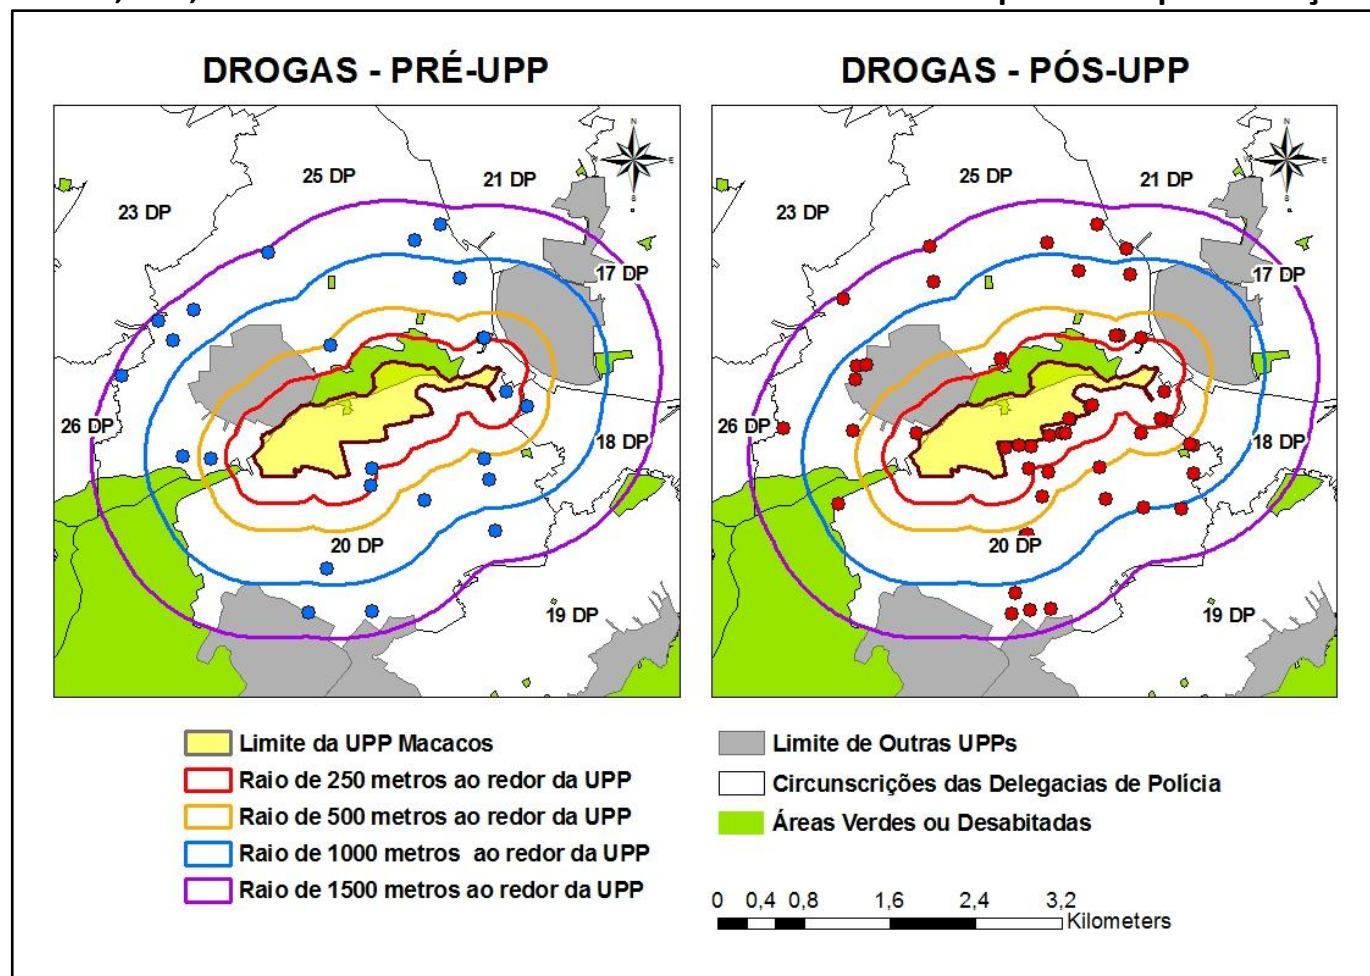 DROGAS - PRÉ-UPP
DROGAS - PÓS-UPP
N
W
E
S
25 DP
21 DP
23 DP
17 DP
26 DP
18 DP
20 DP
19 DP
N
W
E
S
25 DP
21 DP
23 DP
17 DP
26 DP
18 DP
20 DP
19 DP
Limite da UPP Macacos
Raio de 250 metros ao redor da UPP
Raio de 500 metros ao redor da UPP
Raio de 1000 metros ao redor da UPP
Raio de 1500 metros ao redor da UPP
Limite de Outras UPPs
Circunscrições das Delegacias de Polícia
Áreas Verdes ou Desabitadas
0 0,4 0,8 1,6 2,4 3,2
Kilometers